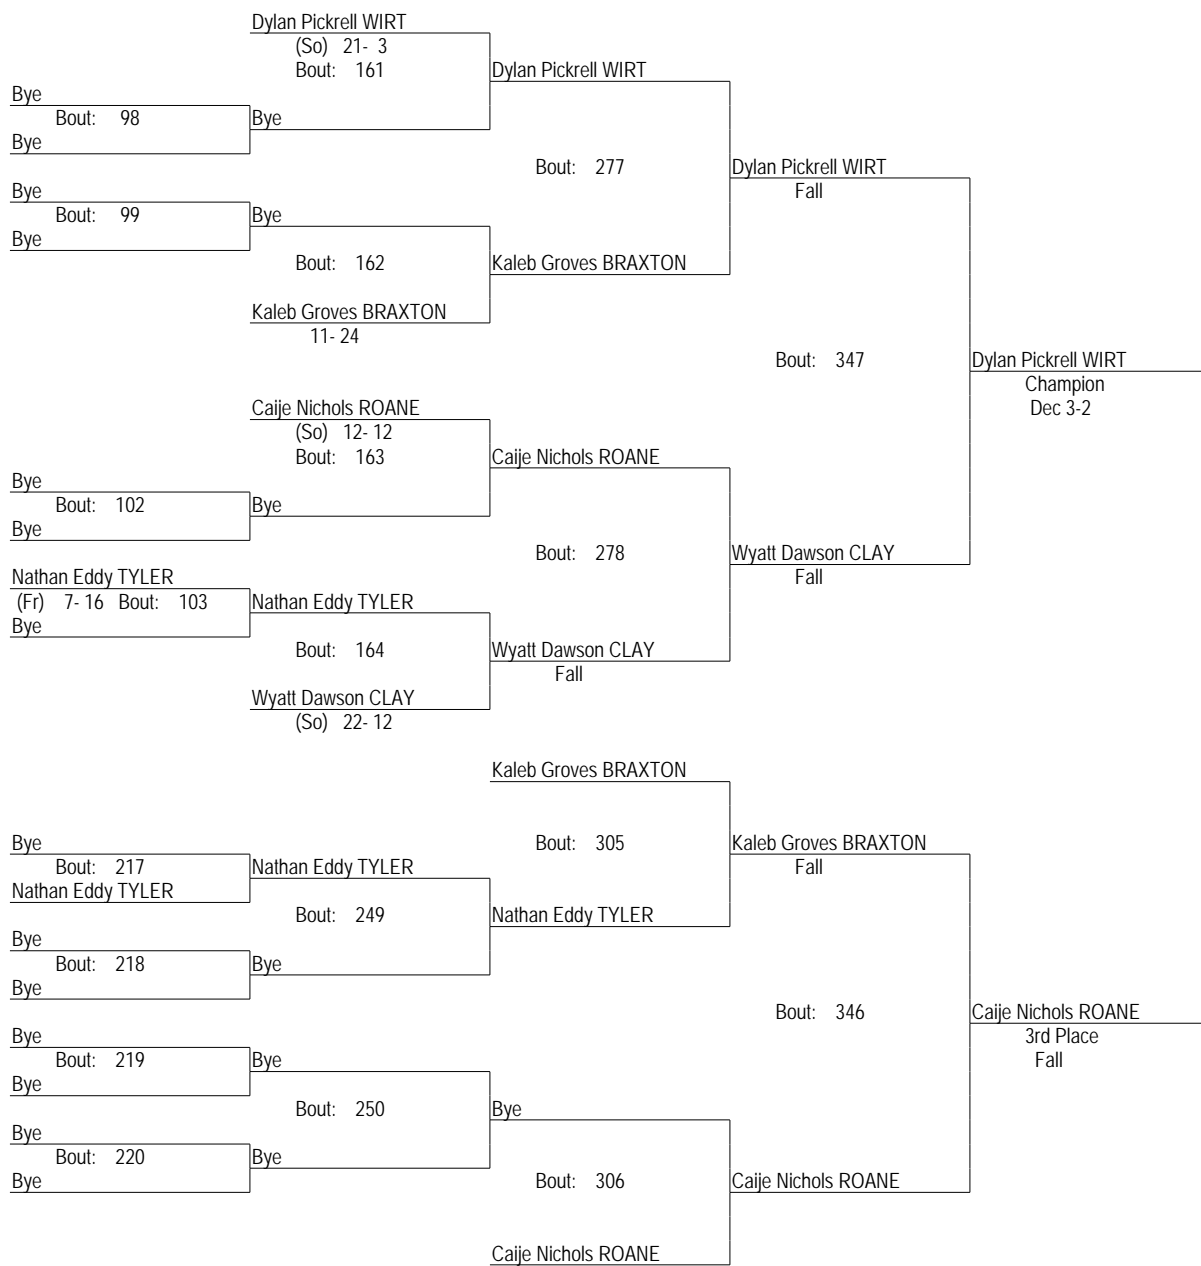 Dylan Pickrell WIRT
(So) 21- 3
Bout: 161
Dylan Pickrell WIRT
Bye
Bout: 98
Bye
Bye
Bout: 277
Dylan Pickrell WIRT
Fall
Bye
Bout: 99
Bye
Bye
Bout: 162
Kaleb Groves BRAXTON
Kaleb Groves BRAXTON
11- 24
Bout: 347
Dylan Pickrell WIRT
Champion
Dec 3-2
Caije Nichols ROANE
(So) 12- 12
Bout: 163
Caije Nichols ROANE
Bye
Bout: 102
Bye
Bye
Bout: 278
Wyatt Dawson CLAY
Fall
Nathan Eddy TYLER
(Fr) 7- 16 Bout: 103
Nathan Eddy TYLER
Bye
Bout: 164
Wyatt Dawson CLAY
Fall
Wyatt Dawson CLAY
(So) 22- 12
Kaleb Groves BRAXTON
Bout: 305
Kaleb Groves BRAXTON
Fall
Bye
Bout: 217
Nathan Eddy TYLER
Nathan Eddy TYLER
Bout: 249
Nathan Eddy TYLER
Bye
Bout: 218
Bye
Bye
Bout: 346
Caije Nichols ROANE
3rd Place
Fall
Bye
Bout: 219
Bye
Bye
Bout: 250
Bye
Bye
Bout: 220
Bye
Bye
Bout: 306
Caije Nichols ROANE
Caije Nichols ROANE